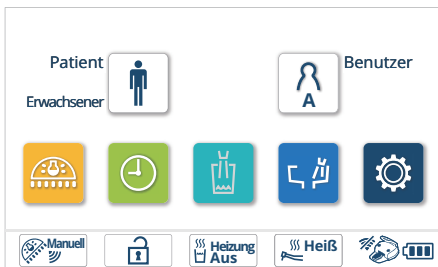 Patient
Benutzer
Erwachsener
A
Manuell
Heizung
Aus
Heiß